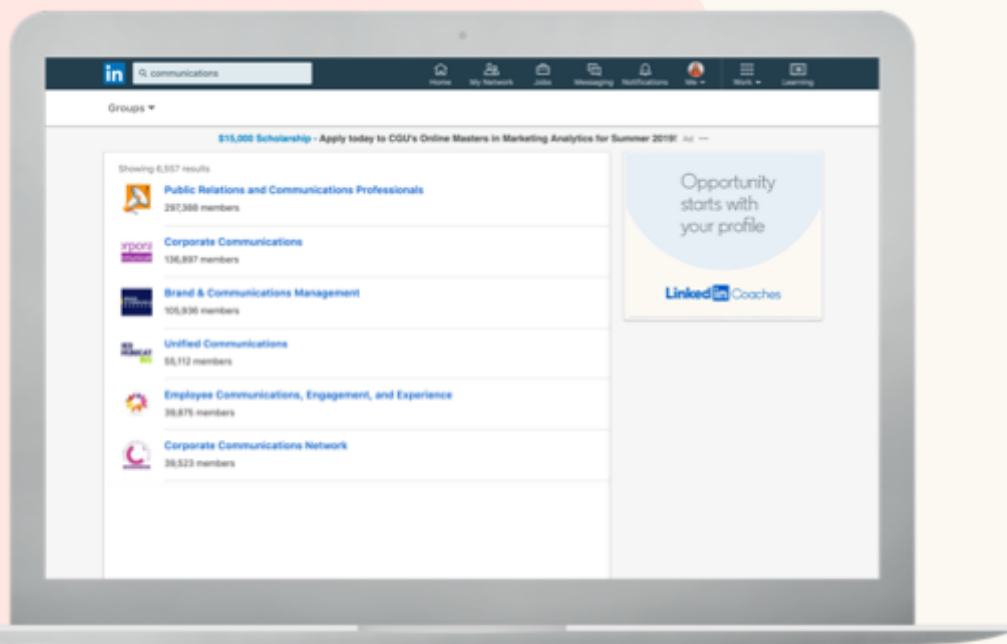 in
communications
Home My Network Jobs Messaging Notifications Me Work Learning
Groups
$15,000 Scholarship - Apply today to CGU's Online Masters in Marketing Analytics for Summer 2019! Ad
Showing 6,557 results
Public Relations and Communications Professionals
297,388 members
Corporate Communications
136,897 members
Brand & Communications Management
105,936 members
Unified Communications
55,112 members
Employee Communications, Engagement, and Experience
39,875 members
Corporate Communications Network
39,523 members
Opportunity
starts with
your profile
Linked in Coaches